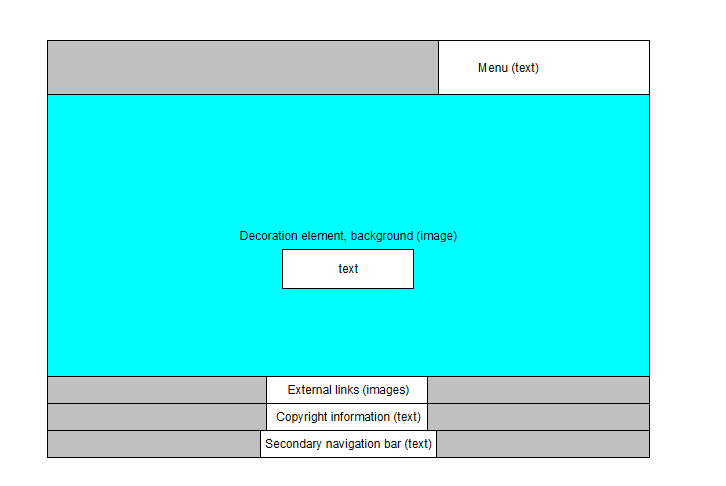 Menu (text)
Decoration element, background (image)
text
External links (images)
Copyright information (text)
Secondary navigation bar (text)